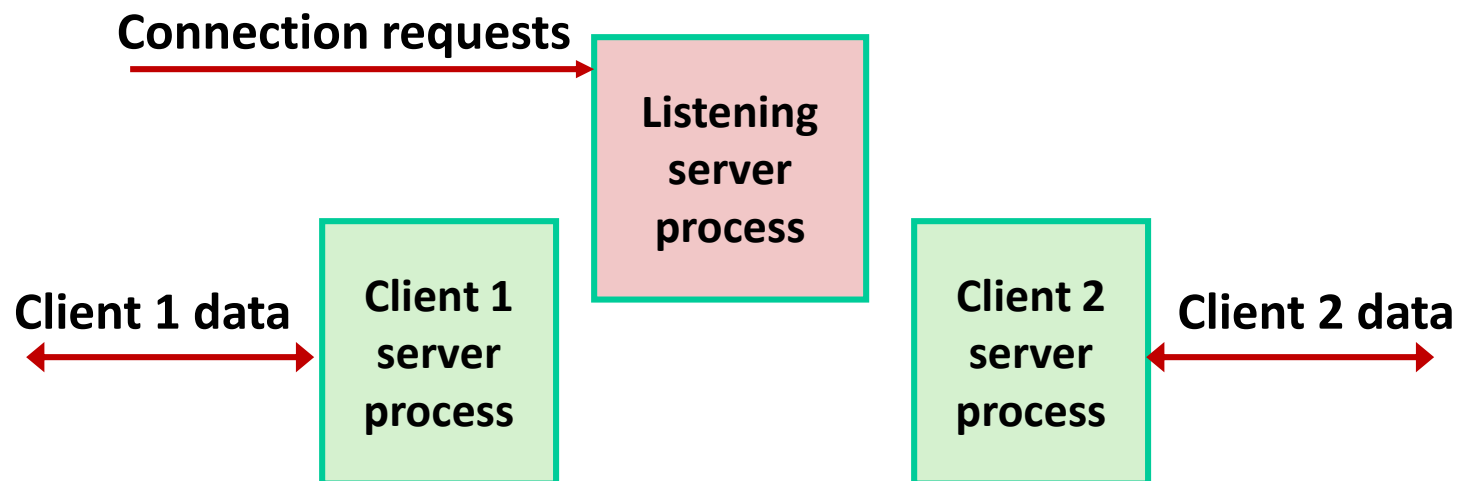 Connection requests
Listening
server
process
Client 1 data
Client 1
server
process
Client 2
server
process
Client 2 data